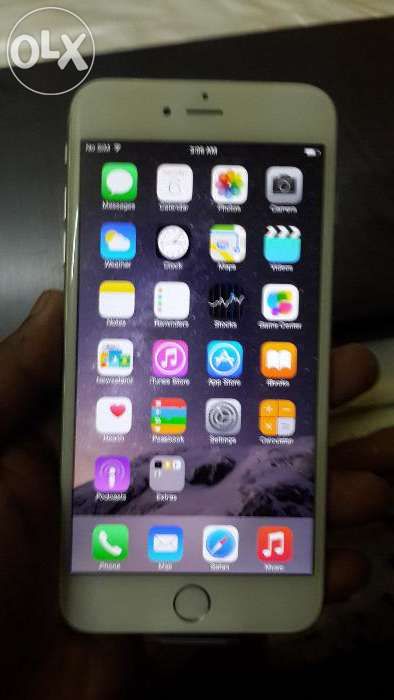 OLX
No SIM 3:06 AM
Messages Calendar Photos Camera
Weather Clock Maps Videos
Notes Reminders Stocks Game Center
Newsstand iTunes Store App Store iBooks
Health Passbook Settings Calculator
Podcasts Extras
Phone Mail Safari Music